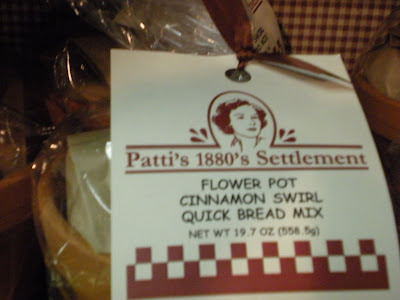 Patti's 1880's Settlement
FLOWER POT
CINNAMON SWIRL
QUICK BREAD MIX
NET WT 19.7 OZ (558.5g)